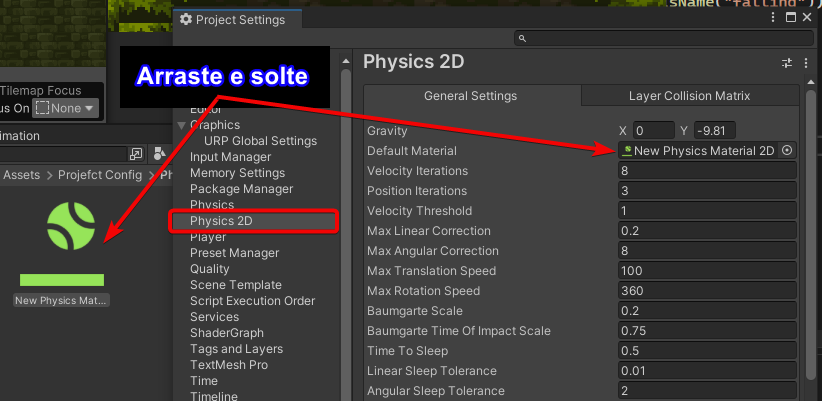 sName("falling"))
Project Settings
Arraste e solte
Tilemap Focus
us On None
imation
Assets › Projefct Config › Ph
New Physics Mat...
Editor
Graphics
URP Global Settings
Input Manager
Memory Settings
Package Manager
Physics
Physics 2D
Player
Preset Manager
Quality
Scene Template
Script Execution Order
Services
ShaderGraph
Tags and Layers
TextMesh Pro
Time
Timeline
Physics 2D
General Settings
Layer Collision Matrix
Gravity X 0 Y -9.81
Default Material New Physics Material 2D
Velocity Iterations 8
Position Iterations 3
Velocity Threshold 1
Max Linear Correction 0.2
Max Angular Correction 8
Max Translation Speed 100
Max Rotation Speed 360
Baumgarte Scale 0.2
Baumgarte Time Of Impact Scale 0.75
Time To Sleep 0.5
Linear Sleep Tolerance 0.01
Angular Sleep Tolerance 2